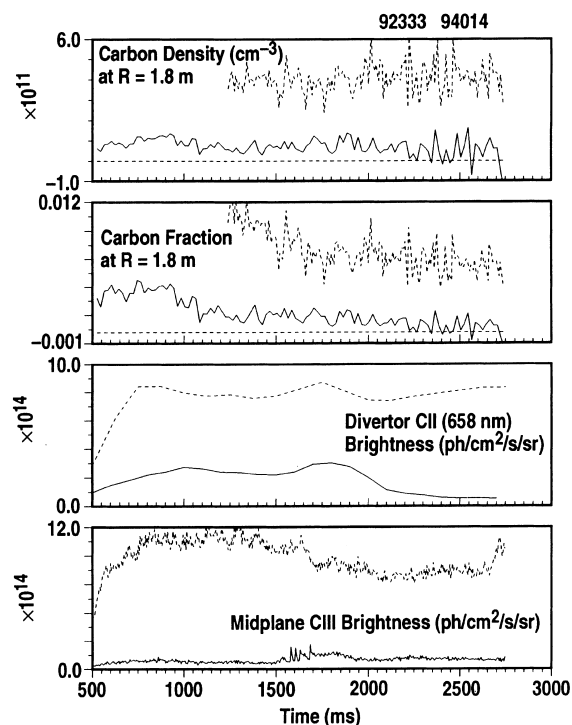 92333 94014
6.0
Carbon Density (cm⁻³)
at R = 1.8 m
×10¹¹
−1.0
0.012
Carbon Fraction
at R = 1.8 m
−0.001
10.0
×10¹⁴
Divertor CII (658 nm)
Brightness (ph/cm²/s/sr)
0.0
12.0
×10¹⁴
Midplane CIII Brightness (ph/cm²/s/sr)
0.0
500 1000 1500 2000 2500 3000
Time (ms)